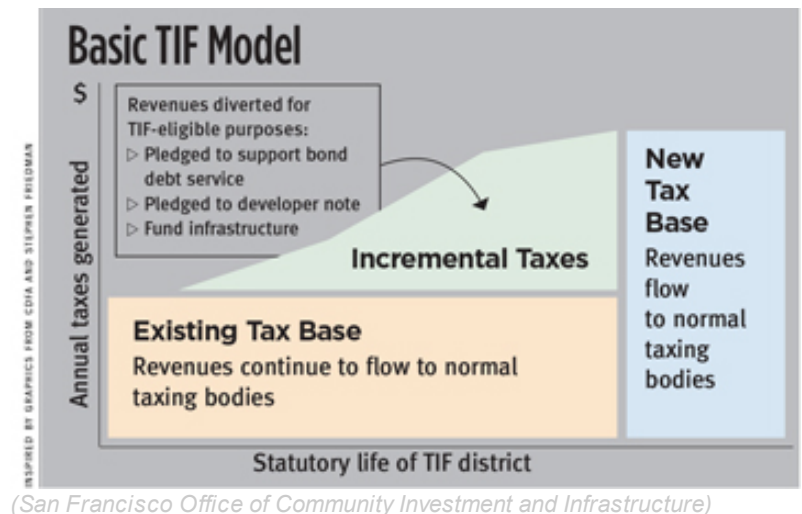 Basic TIF Model
$
Annual taxes generated
Revenues diverted for
TIF-eligible purposes:
▷ Pledged to support bond
debt service
▷ Pledged to developer note
▷ Fund infrastructure
Incremental Taxes
Existing Tax Base
Revenues continue to flow to normal
taxing bodies
New
Tax
Base
Revenues
flow
to normal
taxing
bodies
Statutory life of TIF district
INSPIRED BY GRAPHICS FROM CDFA AND STEPHEN FRIEDMAN
(San Francisco Office of Community Investment and Infrastructure)